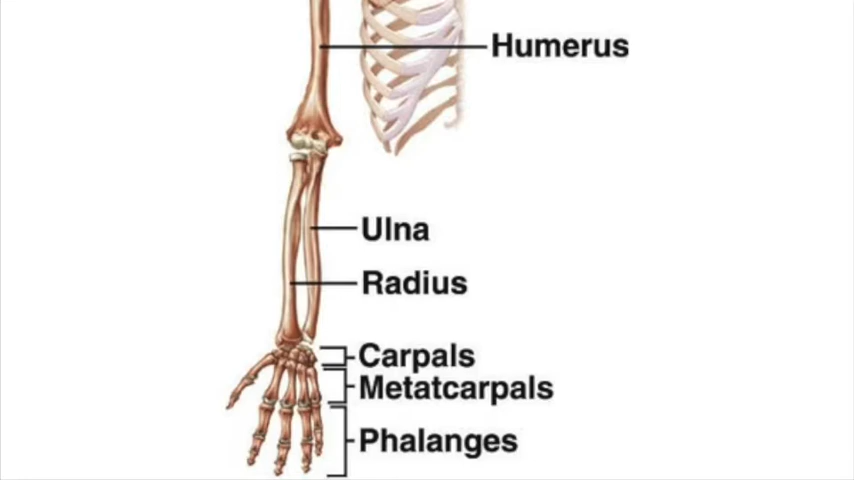 Humerus
Ulna
Radius
Carpals
Metatcarpals
Phalanges